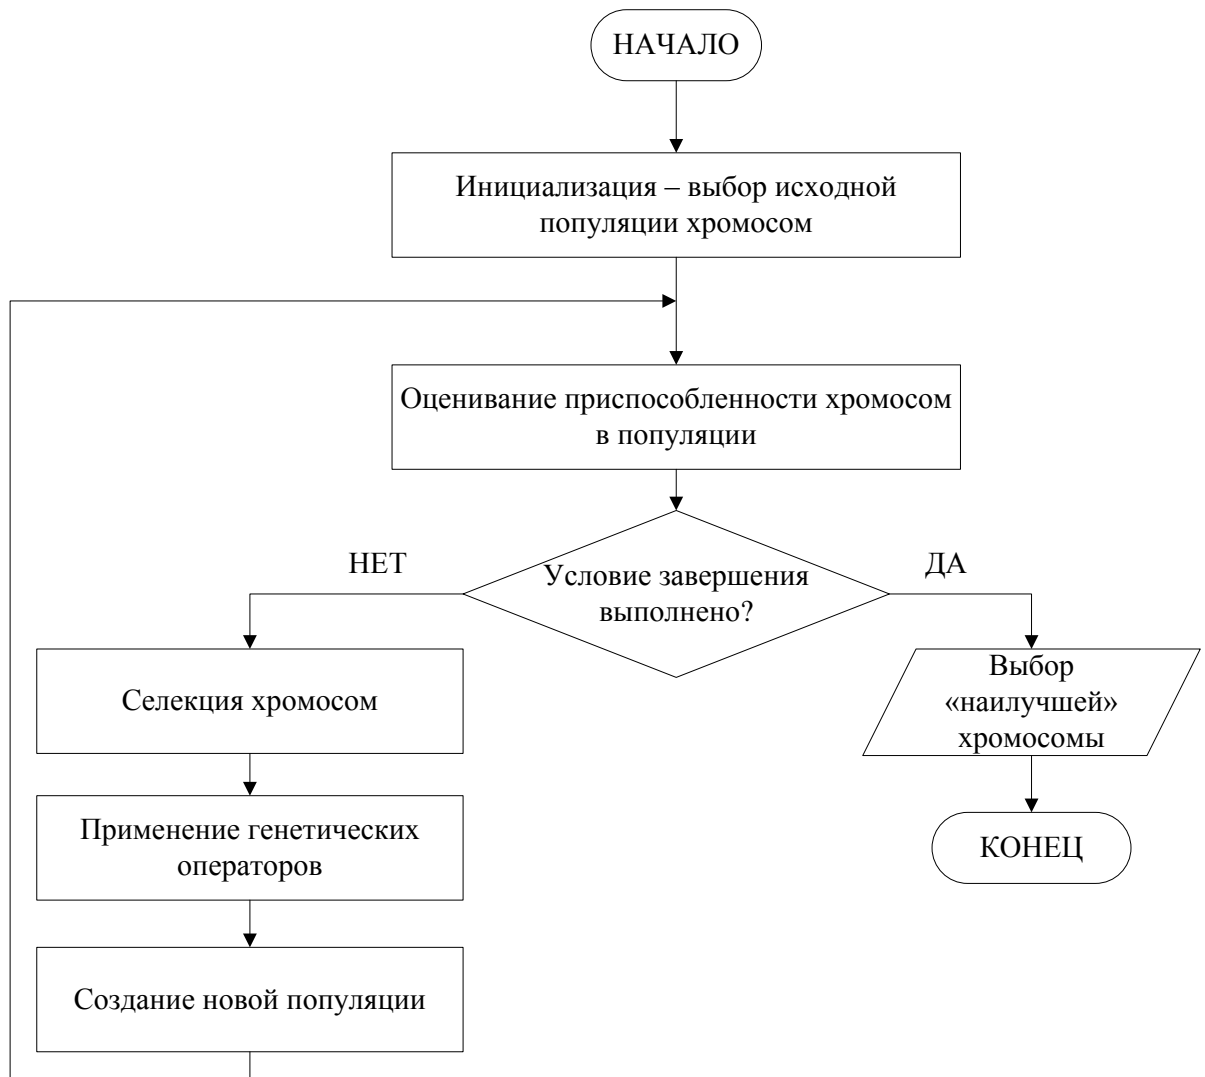 НАЧАЛО
Инициализация – выбор исходной
популяции хромосом
Оценивание приспособленности хромосом
в популяции
НЕТ
ДА
Условие завершения
выполнено?
Селекция хромосом
Выбор
«наилучшей»
хромосомы
Применение генетических
операторов
КОНЕЦ
Создание новой популяции